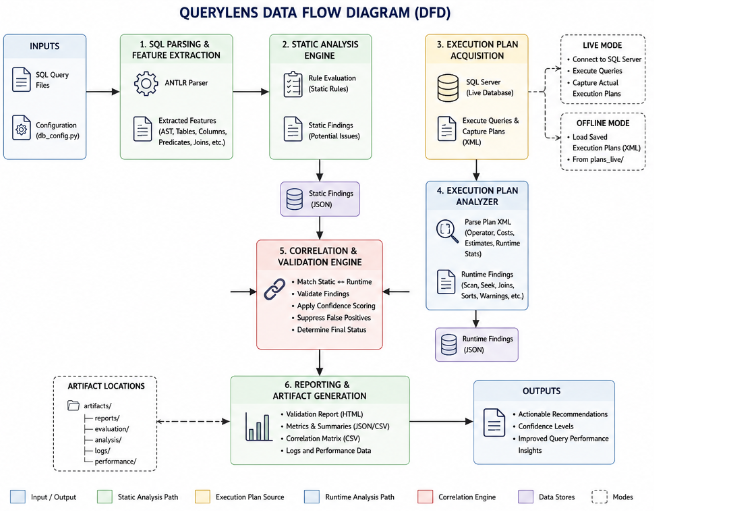 QUERYLENS DATA FLOW DIAGRAM (DFD)
INPUTS
SQL Query
Files
Configuration
(db_config.py)
1. SQL PARSING &
FEATURE EXTRACTION
ANTLR Parser
Extracted Features
(AST, Tables, Columns,
Predicates, Joins, etc.)
2. STATIC ANALYSIS
ENGINE
Rule Evaluation
(Static Rules)
Static Findings
(Potential Issues)
3. EXECUTION PLAN
ACQUISITION
SQL Server
(Live Database)
Execute Queries &
Capture Plans
(XML)
LIVE MODE
• Connect to SQL Server
• Execute Queries
• Capture Actual
Execution Plans
OFFLINE MODE
• Load Saved
Execution Plans (XML)
• From plans_live/
Static Findings
(JSON)
4. EXECUTION PLAN
ANALYZER
Parse Plan XML
(Operator, Costs,
Estimates, Runtime
Stats)
Runtime Findings
(Scan, Seek, Joins,
Sorts, Warnings, etc.)
5. CORRELATION &
VALIDATION ENGINE
• Match Static ↔ Runtime
• Validate Findings
• Apply Confidence Scoring
• Suppress False Positives
• Determine Final Status
Runtime Findings
(JSON)
ARTIFACT LOCATIONS
artifacts/
├─ reports/
├─ evaluation/
├─ analysis/
├─ logs/
└─ performance/
6. REPORTING &
ARTIFACT GENERATION
• Validation Report (HTML)
• Metrics & Summaries (JSON/CSV)
• Correlation Matrix (CSV)
• Logs and Performance Data
OUTPUTS
• Actionable Recommendations
• Confidence Levels
• Improved Query Performance
Insights
Input / Output
Static Analysis Path
Execution Plan Source
Runtime Analysis Path
Correlation Engine
Data Stores
Modes